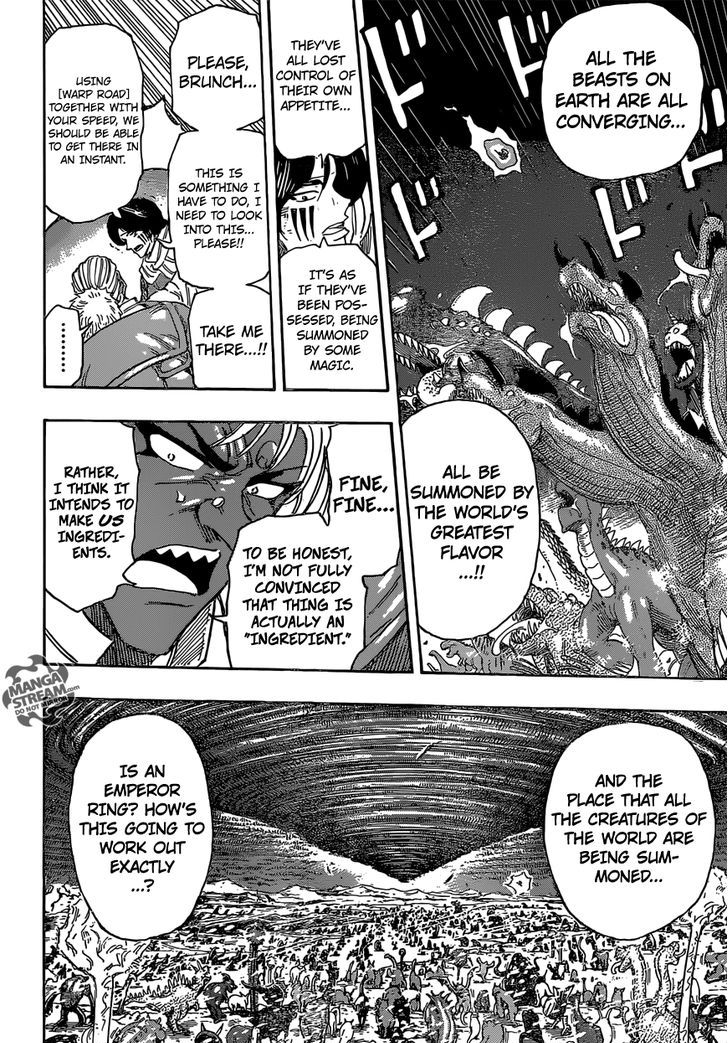 ALL THE
BEASTS ON
EARTH ARE ALL
CONVERGING...
ドドドドド
ALL BE
SUMMONED BY
THE WORLD'S
GREATEST
FLAVOR
...!!
THEY'VE
ALL LOST
CONTROL OF
THEIR OWN
APPETITE...
IT'S AS
IF THEY'VE
BEEN POS-
SESSED, BEING
SUMMONED
BY SOME
MAGIC.
PLEASE,
BRUNCH...
THIS IS
SOMETHING I
HAVE TO DO, I
NEED TO LOOK
INTO THIS
...PLEASE!!
TAKE ME
THERE...!!
USING
[WARP ROAD]
TOGETHER WITH
YOUR SPEED, WE
SHOULD BE ABLE
TO GET THERE IN
AN INSTANT.
.........
FINE,
FINE...
TO BE HONEST,
I'M NOT FULLY
CONVINCED
THAT THING IS
ACTUALLY AN
"INGREDIENT."
RATHER,
I THINK IT
INTENDS TO
MAKE US
INGREDI-
ENTS.
AND THE
PLACE THAT ALL
THE CREATURES OF
THE WORLD ARE
BEING SUM-
MONED...
IS AN
EMPEROR
RING? HOW'S
THIS GOING TO
WORK OUT
EXACTLY
...?
MANGA
STREAM.com